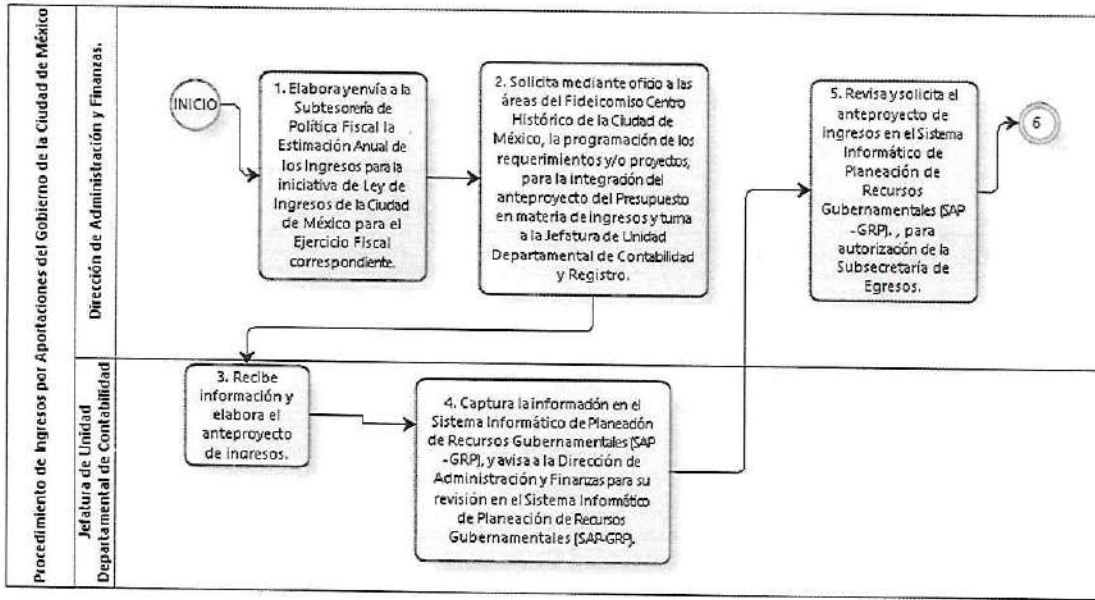 Procedimiento de Ingresos por Aportaciones del Gobierno de la Ciudad de México
Dirección de Administración y Finanzas.
INICIO
1. Elabora y envía a la
Subtesorería de
Política Fiscal la
Estimación Anual de
los Ingresos para la
iniciativa de Ley de
Ingresos de la Ciudad
de México para el
Ejercicio Fiscal
correspondiente.
2. Solicita mediante oficio a las
áreas del Fideicomiso Centro
Histórico de la Ciudad de
México, la programación de los
requerimientos y/o proyectos,
para la integración del
anteproyecto del Presupuesto
en materia de ingresos y turna
a la Jefatura de Unidad
Departamental de Contabilidad
y Registro.
5. Revisa y solicita el
anteproyecto de
ingresos en el Sistema
Informático de
Planeación de
Recursos
Gubernamentales (SAP
-GRP). , para
autorización de la
Subsecretaría de
Egresos.
6
Jefatura de Unidad
Departamental de Contabilidad
3. Recibe
información y
elabora el
anteproyecto
de ingresos.
4. Captura la información en el
Sistema Informático de Planeación
de Recursos Gubernamentales (SAP
-GRP), y avisa a la Dirección de
Administración y Finanzas para su
revisión en el Sistema Informático
de Planeación de Recursos
Gubernamentales (SAP-GRP).